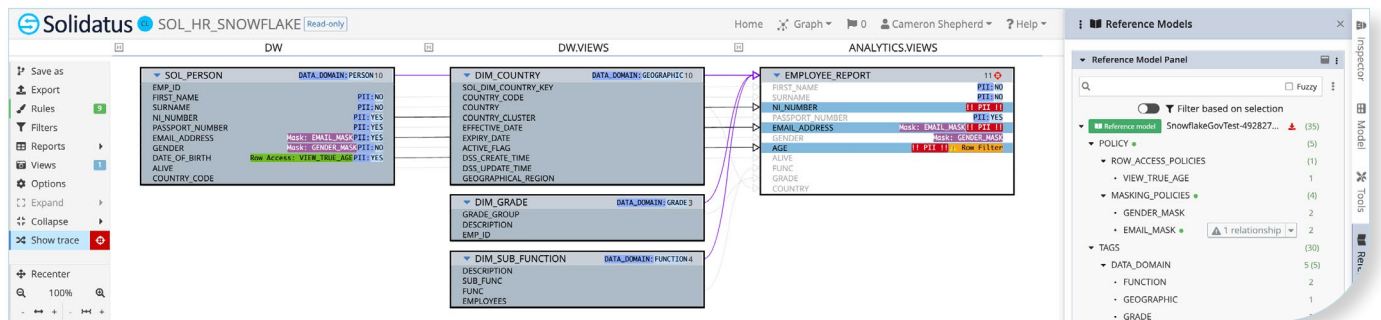 Solidatus CL SOL_HR_SNOWFLAKE Read-only
Home Graph 0 Cameron Shepherd ? Help
Reference Models
H DW H DW.VIEWS H ANALYTICS.VIEWS
Save as
Export
Rules 9
Filters
Reports
Views 1
Options
Expand
Collapse
Show trace
Recenter
100%
- + - +
SOL_PERSON DATA_DOMAIN:PERSON 10
EMP_ID
FIRST_NAME PII:NO
SURNAME PII:NO
NI_NUMBER PII:YES
PASSPORT_NUMBER PII:YES
EMAIL_ADDRESS Mask: EMAIL_MASK PII:YES
GENDER Mask: GENDER_MASK PII:NO
DATE_OF_BIRTH Row Access: VIEW_TRUE_AGE PII:YES
ALIVE
COUNTRY_CODE
DIM_COUNTRY DATA_DOMAIN:GEOGRAPHIC 10
SOL_DIM_COUNTRY_KEY
COUNTRY_CODE
COUNTRY
COUNTRY_CLUSTER
EFFECTIVE_DATE
EXPIRY_DATE
ACTIVE_FLAG
DSS_CREATE_TIME
DSS_UPDATE_TIME
GEOGRAPHICAL_REGION
DIM_GRADE DATA_DOMAIN:GRADE 3
GRADE_GROUP
DESCRIPTION
EMP_ID
DIM_SUB_FUNCTION DATA_DOMAIN:FUNCTION 4
DESCRIPTION
SUB_FUNC
FUNC
EMPLOYEES
EMPLOYEE_REPORT 11
FIRST_NAME PII:NO
SURNAME PII:NO
NI_NUMBER !! PII !!
PASSPORT_NUMBER PII:YES
EMAIL_ADDRESS Mask: EMAIL_MASK !! PII !!
GENDER Mask: GENDER_MASK
AGE !! PII !! Row Filter
ALIVE
FUNC
GRADE
COUNTRY
Reference Model Panel
Fuzzy
Filter based on selection
Reference model SnowflakeGovTest-492827... (35)
POLICY (5)
ROW_ACCESS_POLICIES (1)
VIEW_TRUE_AGE 1
MASKING_POLICIES (4)
GENDER_MASK 2
EMAIL_MASK 1 relationship 2
TAGS (30)
DATA_DOMAIN 5 (5)
FUNCTION 2
GEOGRAPHIC 1
GRADE
Inspector
Model
Tools